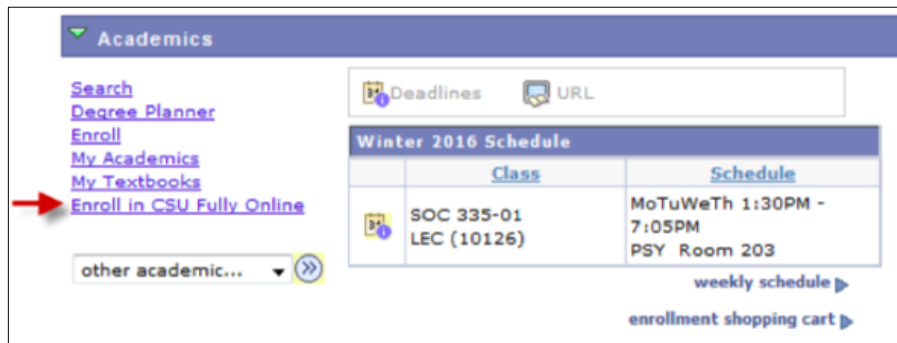 Academics
Search
Degree Planner
Enroll
My Academics
My Textbooks
Enroll in CSU Fully Online
other academic...
Deadlines
URL
Winter 2016 Schedule
Class
Schedule
SOC 335-01
LEC (10126)
MoTuWeTh 1:30PM -
7:05PM
PSY Room 203
weekly schedule
enrollment shopping cart